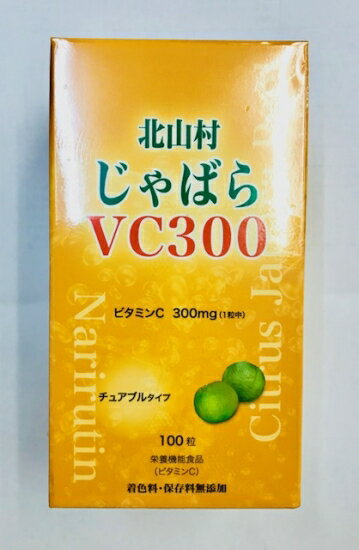 北山村
じゃばら
VC300
ビタミンC 300mg(1粒中)
Narirutin
Citrus Ja
チュアブルタイプ
100粒
栄養機能食品
(ビタミンC)
着色料・保存料無添加